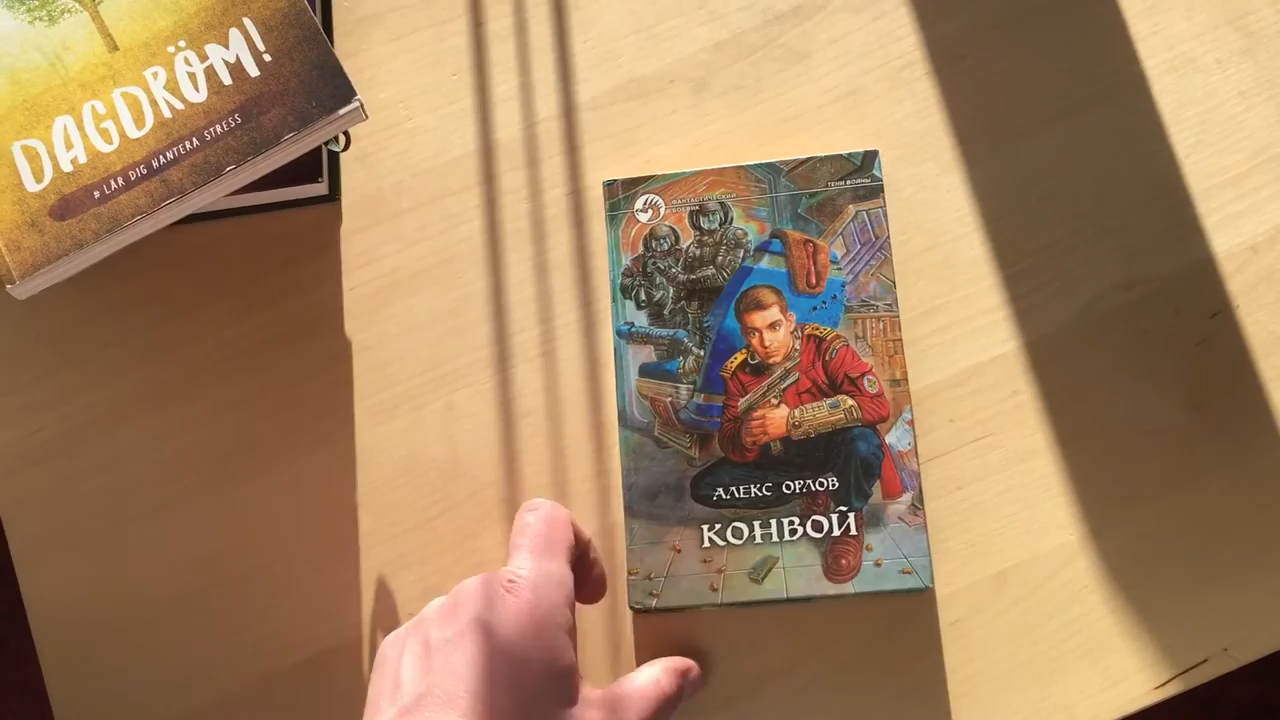 DAGDRÖM!
# LÄR DIG HANTERA STRESS
ТЕНИ ВОЙНЫ
ФАНТАСТИЧЕСКИЙ
БОЕВИК
АЛЕКС ОРЛОВ
КОНВОЙ